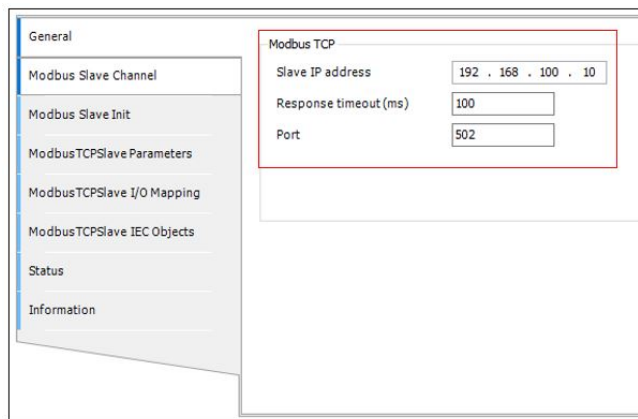 General
Modbus Slave Channel
Modbus Slave Init
ModbusTCPSlave Parameters
ModbusTCPSlave I/O Mapping
ModbusTCPSlave IEC Objects
Status
Information
Modbus TCP
Slave IP address 192 . 168 . 100 . 10
Response timeout (ms) 100
Port 502